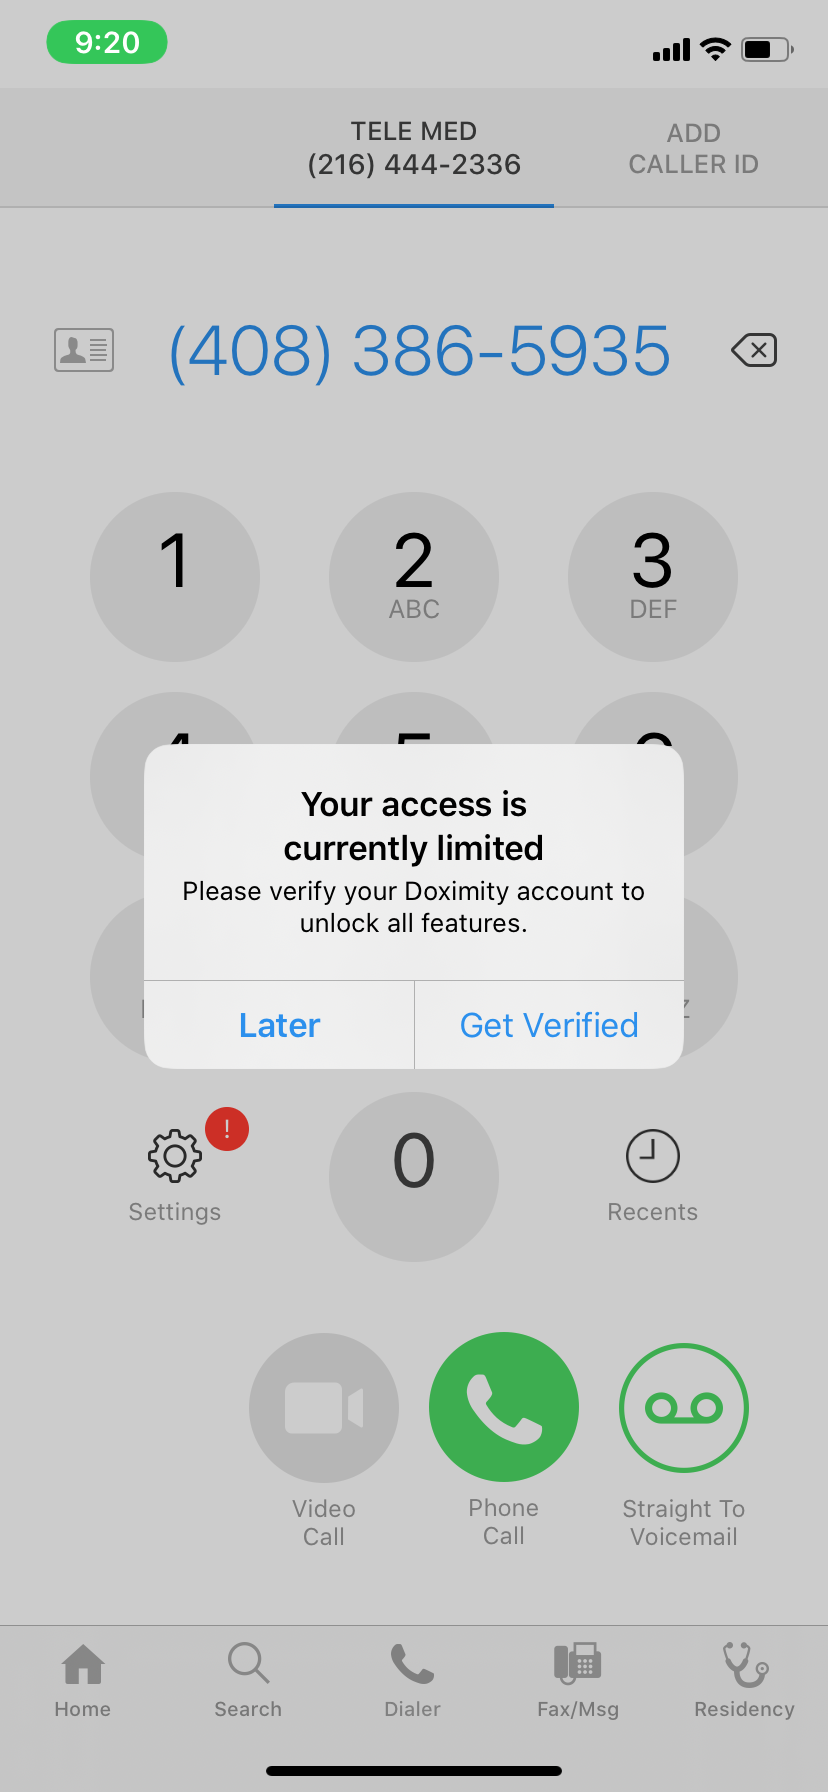 9:20
TELE MED
(216) 444-2336
ADD
CALLER ID
(408) 386-5935
1
2
ABC
3
DEF
Your access is
currently limited
Please verify your Doximity account to
unlock all features.
Later
Get Verified
!
Settings
0
Recents
Video
Call
Phone
Call
Straight To
Voicemail
Home
Search
Dialer
Fax/Msg
Residency